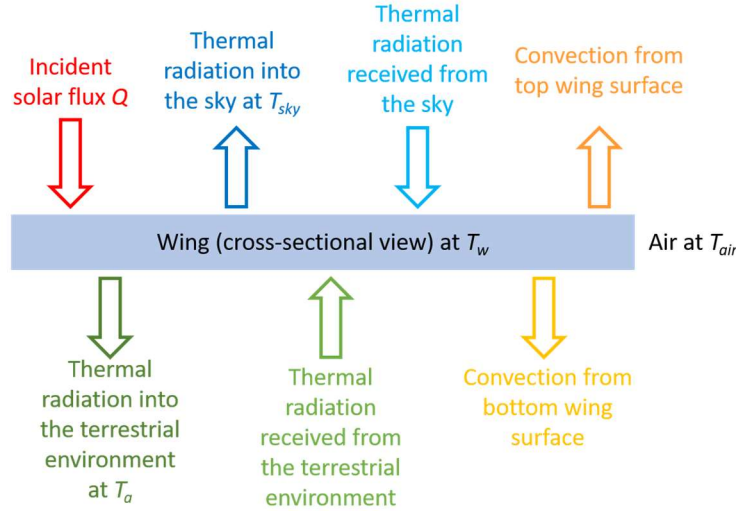 Incident
solar flux Q
Thermal
radiation into
the sky at Tsky
Thermal
radiation
received from
the sky
Convection from
top wing surface
Wing (cross-sectional view) at Tw
Air at Tair
Thermal
radiation into
the terrestrial
environment
at Ta
Thermal
radiation
received from
the terrestrial
environment
Convection from
bottom wing
surface